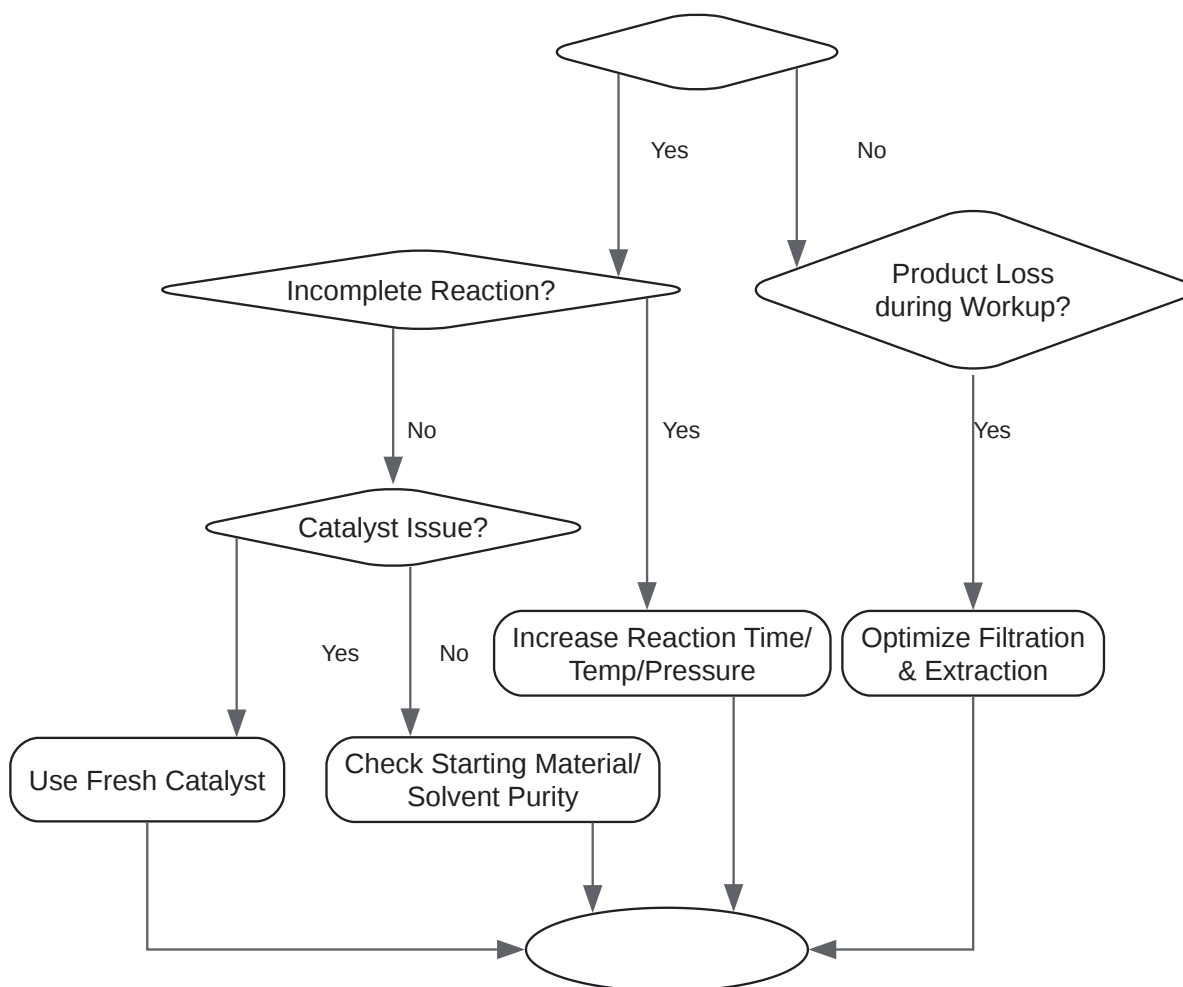 Yes
No
Incomplete Reaction?
Product Loss
during Workup?
No
Yes
Yes
Catalyst Issue?
Yes
No
Increase Reaction Time/
Temp/Pressure
Optimize Filtration
& Extraction
Use Fresh Catalyst
Check Starting Material/
Solvent Purity